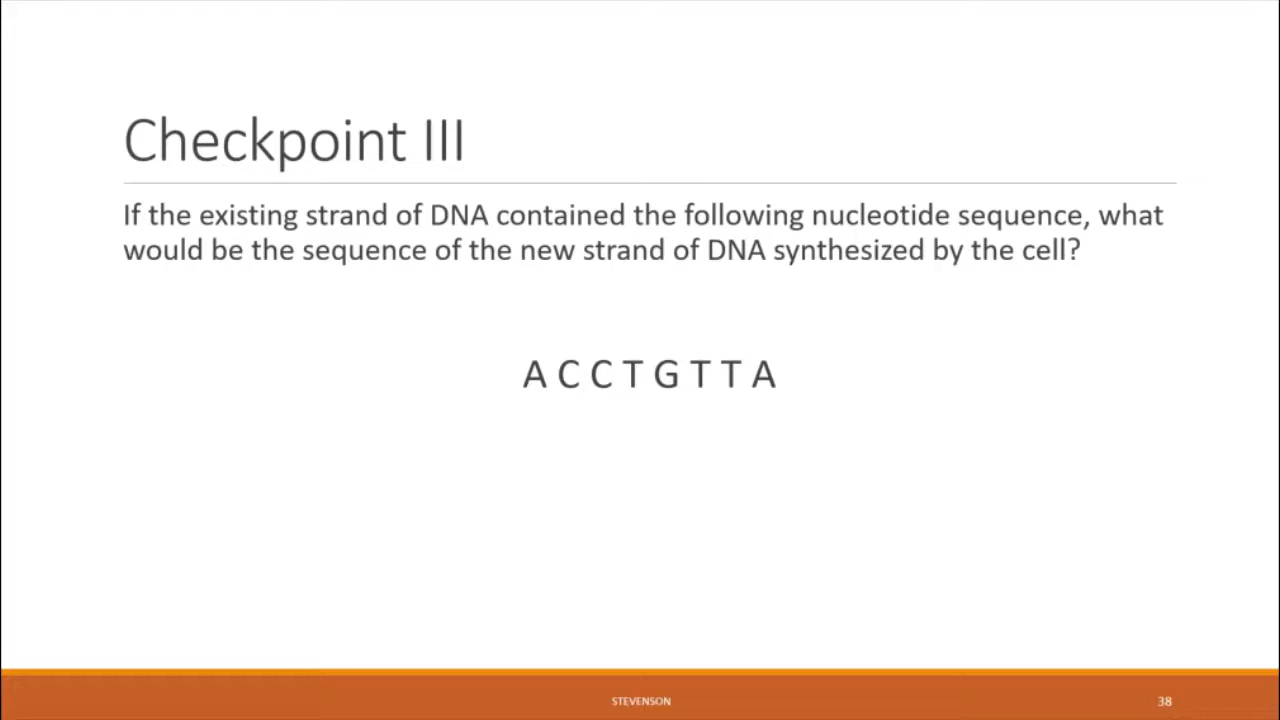 Checkpoint III
If the existing strand of DNA contained the following nucleotide sequence, what
would be the sequence of the new strand of DNA synthesized by the cell?
A C C T G T T A
STEVENSON
38